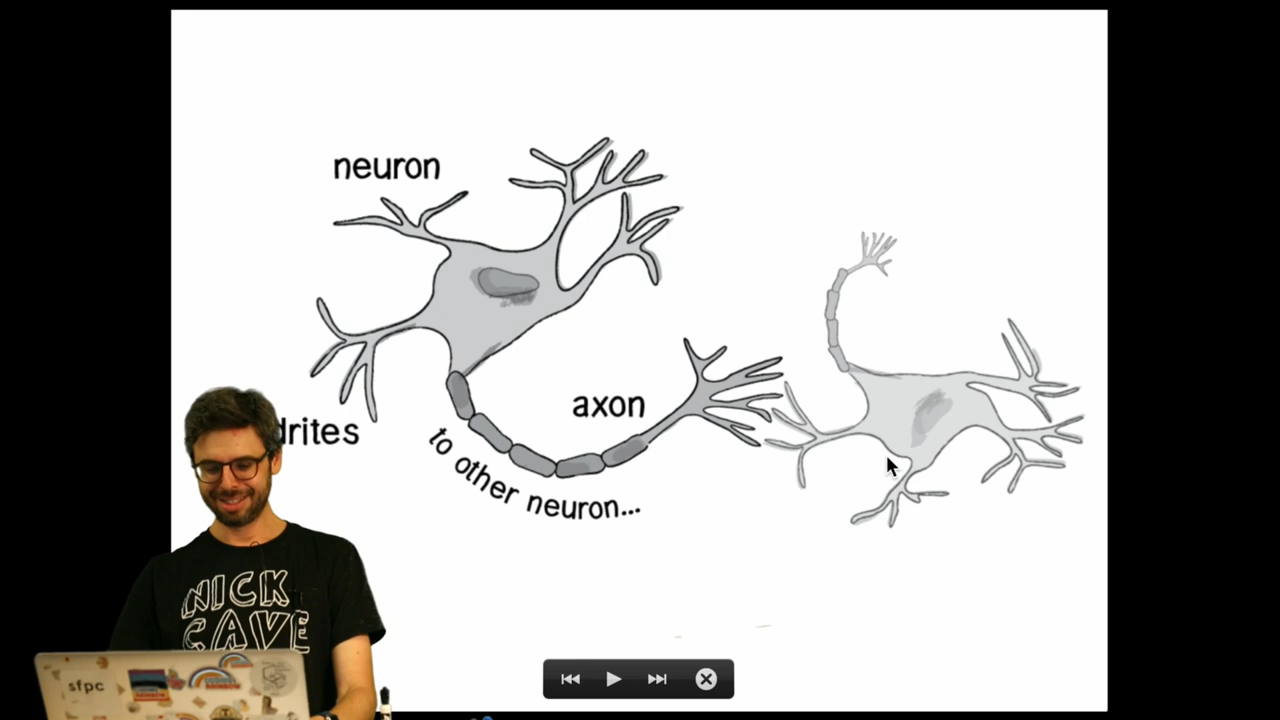 neuron
axon
drites
to other neuron...
NICK
CAVE
sfpc